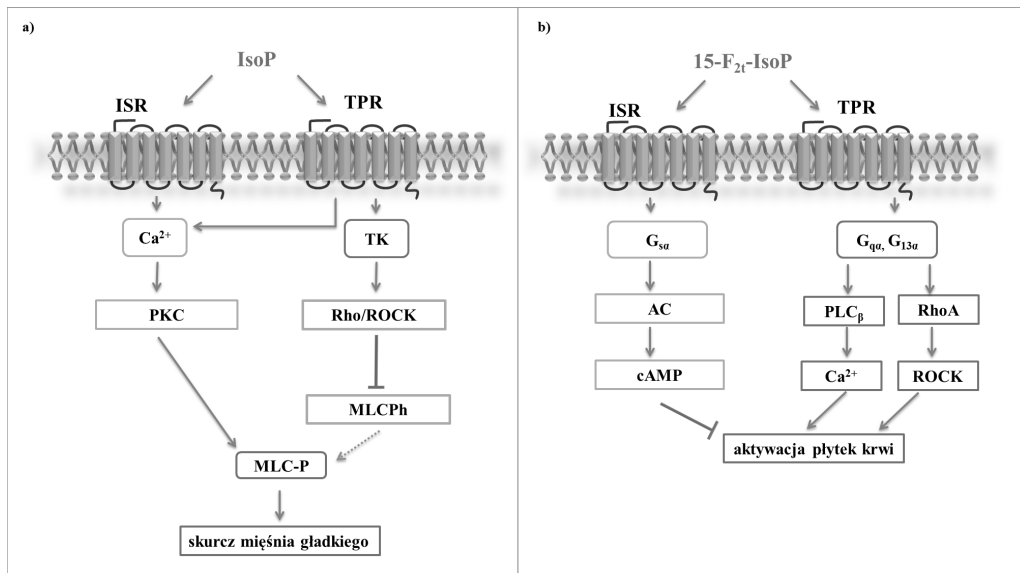 a)
IsoP
ISR
TPR
Ca²⁺
TK
PKC
Rho/ROCK
MLCPh
MLC-P
skurcz mięśnia gładkiego
b)
15-F₂ₜ-IsoP
ISR
TPR
Gₛα
Gqα, G₁₃α
AC
PLCᵦ
RhoA
cAMP
Ca²⁺
ROCK
aktywacja płytek krwi